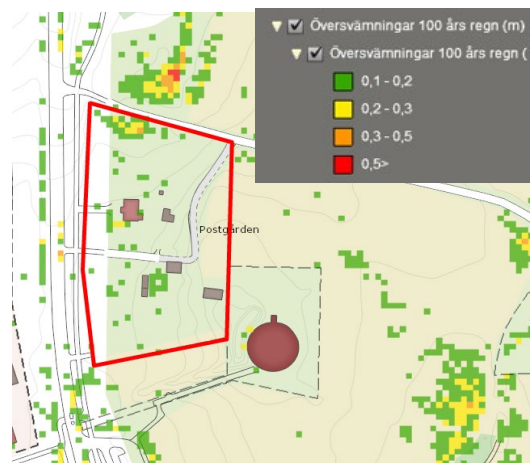 Översvämningar 100 års regn (m)
Översvämningar 100 års regn (
0,1 - 0,2
0,2 - 0,3
0,3 - 0,5
0,5>
Postgården